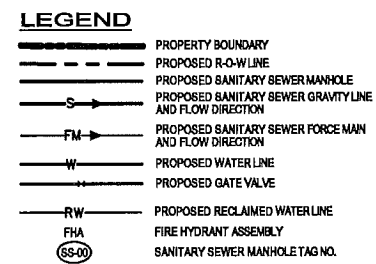 LEGEND
PROPERTY BOUNDARY
PROPOSED R-O-W LINE
PROPOSED SANITARY SEWER MANHOLE
S PROPOSED SANITARY SEWER GRAVITY LINE
AND FLOW DIRECTION
FM PROPOSED SANITARY SEWER FORCE MAIN
AND FLOW DIRECTION
W PROPOSED WATER LINE
PROPOSED GATE VALVE
RW PROPOSED RECLAIMED WATER LINE
FHA FIRE HYDRANT ASSEMBLY
SS-00 SANITARY SEWER MANHOLE TAG NO.